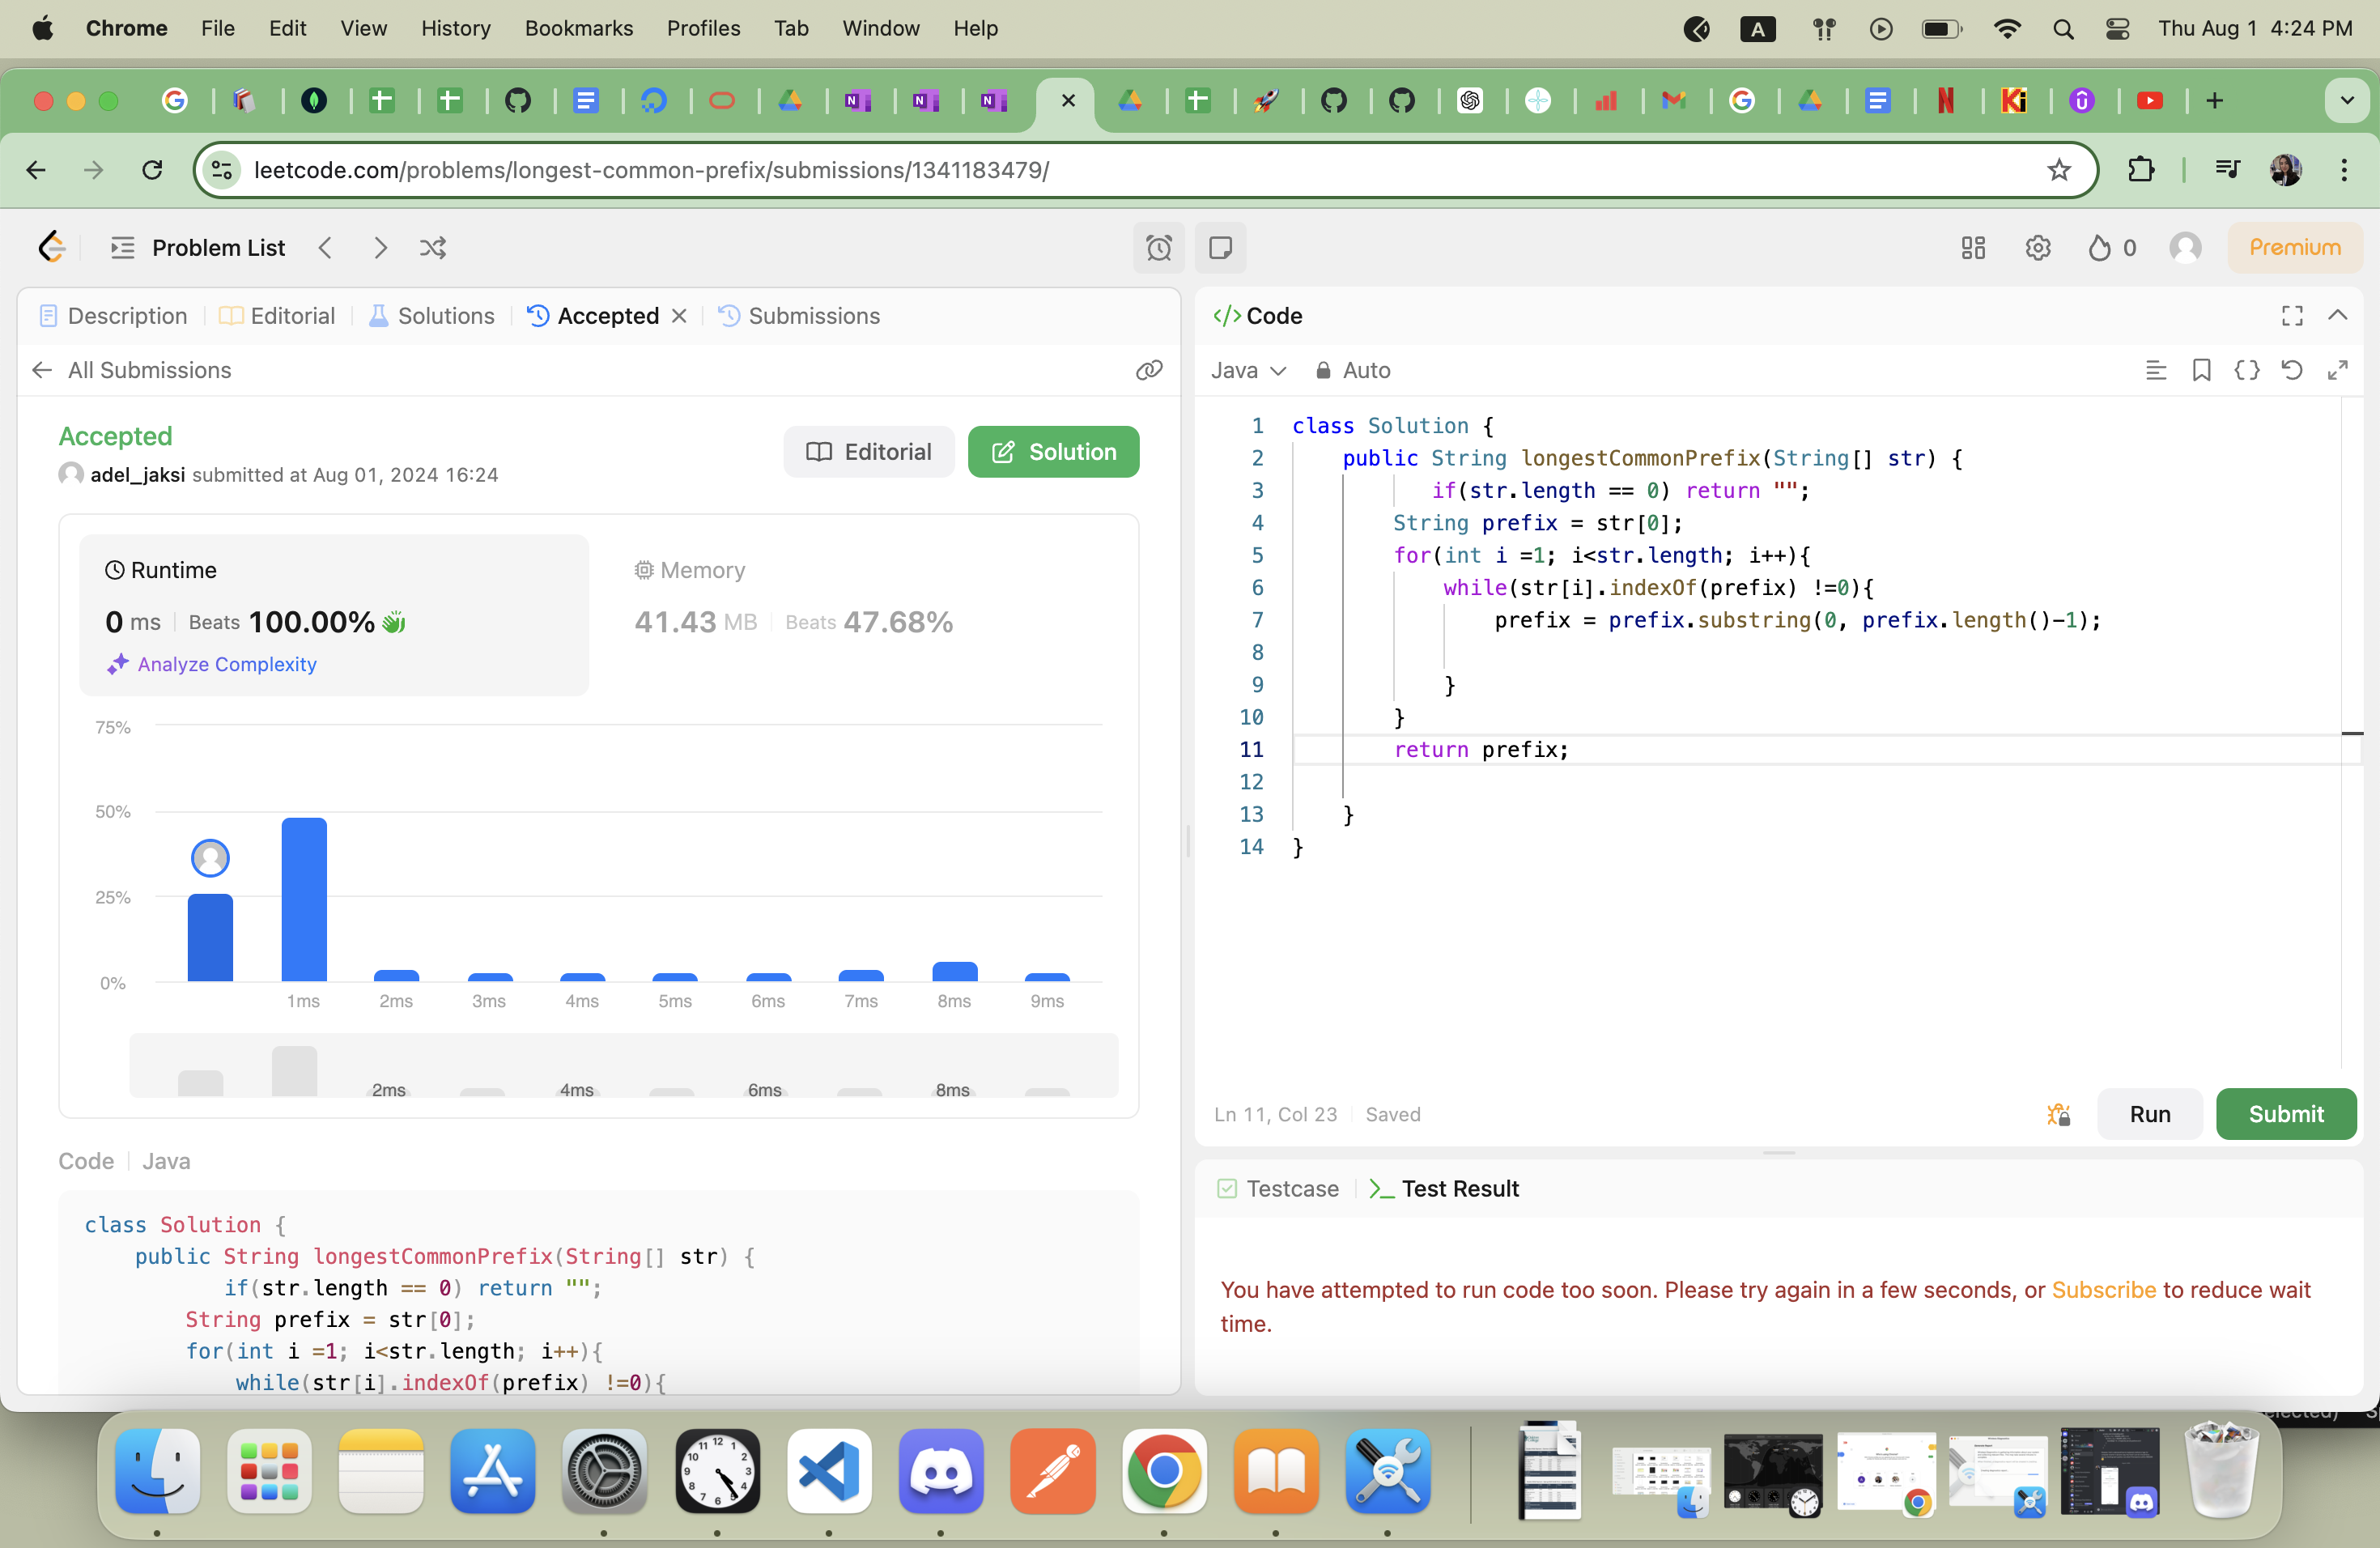 Chrome File Edit View History Bookmarks Profiles Tab Window Help
A
Thu Aug 1 4:24 PM
leetcode.com/problems/longest-common-prefix/submissions/1341183479/
Problem List
0
Premium
Description
Editorial
Solutions
Accepted
Submissions
All Submissions
Accepted
adel_jaksi submitted at Aug 01, 2024 16:24
Editorial
Solution
Runtime
0 ms
Beats 100.00%
Analyze Complexity
Memory
41.43 MB
Beats 47.68%
75%
50%
25%
0%
1ms 2ms 3ms 4ms 5ms 6ms 7ms 8ms 9ms
2ms 4ms 6ms 8ms
Code
Java
class Solution {
public String longestCommonPrefix(String[] str) {
if(str.length == 0) return "";
String prefix = str[0];
for(int i =1; i<str.length; i++){
while(str[i].indexOf(prefix) !=0){
</> Code
Java
Auto
1 class Solution {
2 public String longestCommonPrefix(String[] str) {
3 if(str.length == 0) return "";
4 String prefix = str[0];
5 for(int i =1; i<str.length; i++){
6 while(str[i].indexOf(prefix) !=0){
7 prefix = prefix.substring(0, prefix.length()-1);
8
9 }
10 }
11 return prefix;
12
13 }
14 }
Ln 11, Col 23
Saved
Run
Submit
Testcase
Test Result
You have attempted to run code too soon. Please try again in a few seconds, or Subscribe to reduce wait
time.